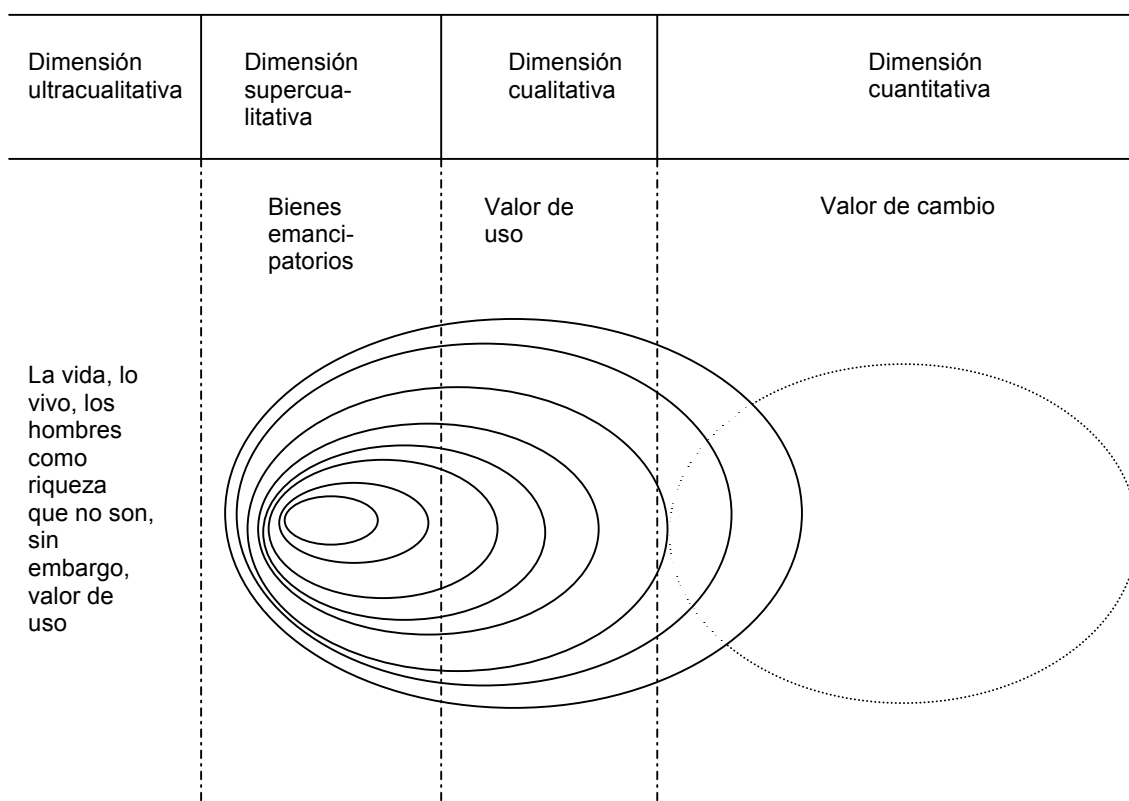 Dimensión
ultracualitativa
Dimensión
supercua-
litativa
Dimensión
cualitativa
Dimensión
cuantitativa
Bienes
emanci-
patorios
Valor de
uso
Valor de cambio
La vida, lo
vivo, los
hombres
como
riqueza
que no son,
sin
embargo,
valor de
uso